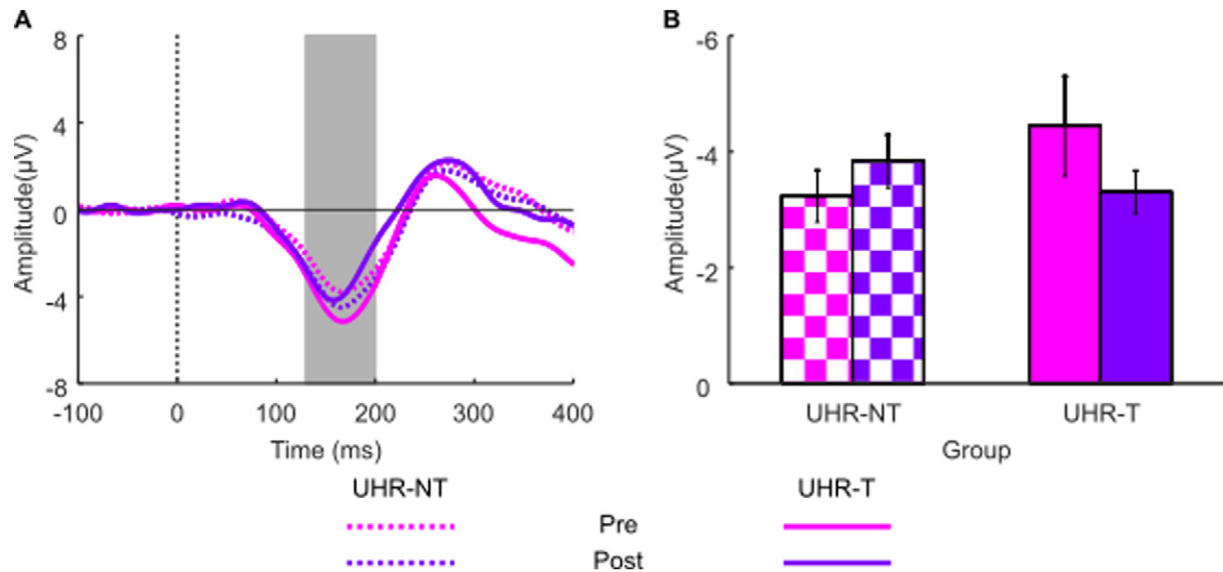 A
8
4
0
-4
-8
Amplitude(µV)
-100 0 100 200 300 400
Time (ms)
B
-6
-4
-2
0
Amplitude(µV)
UHR-NT UHR-T
Group
UHR-NT UHR-T
Pre
Post